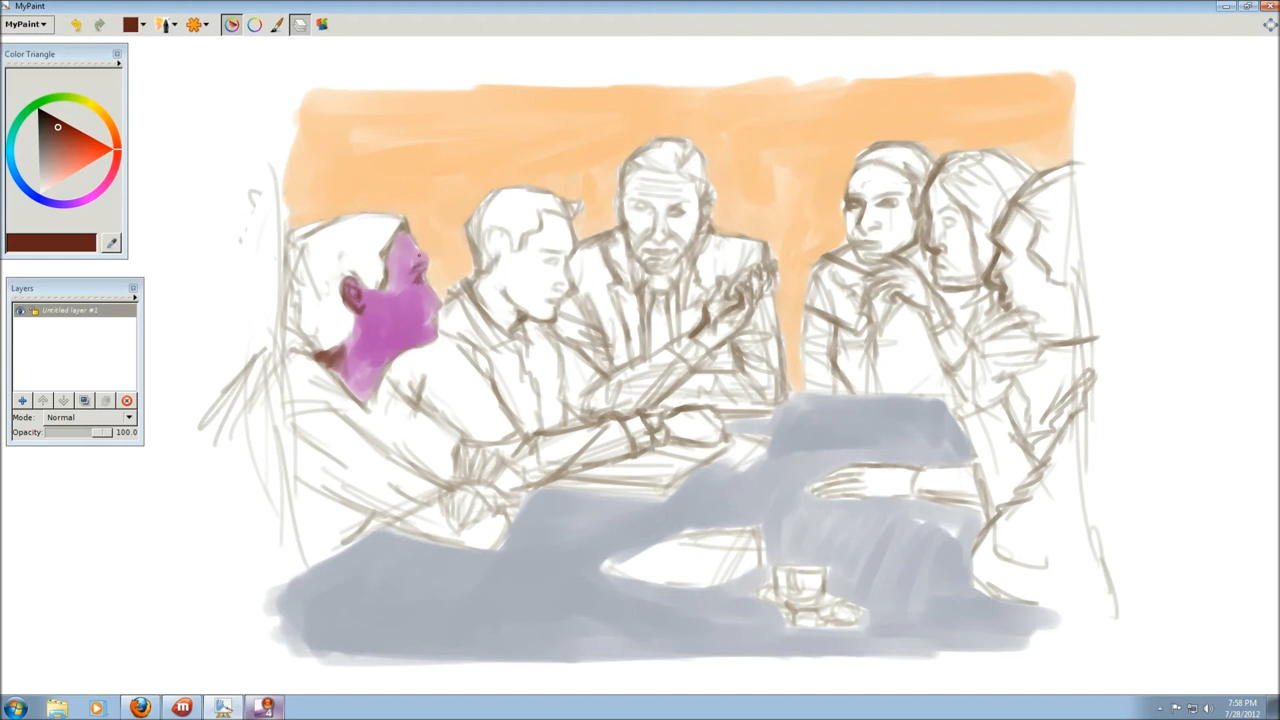 MyPaint
MyPaint
Color Triangle
Layers
Untitled layer #1
Mode: Normal
Opacity: 100.0
7:58 PM
7/28/2012